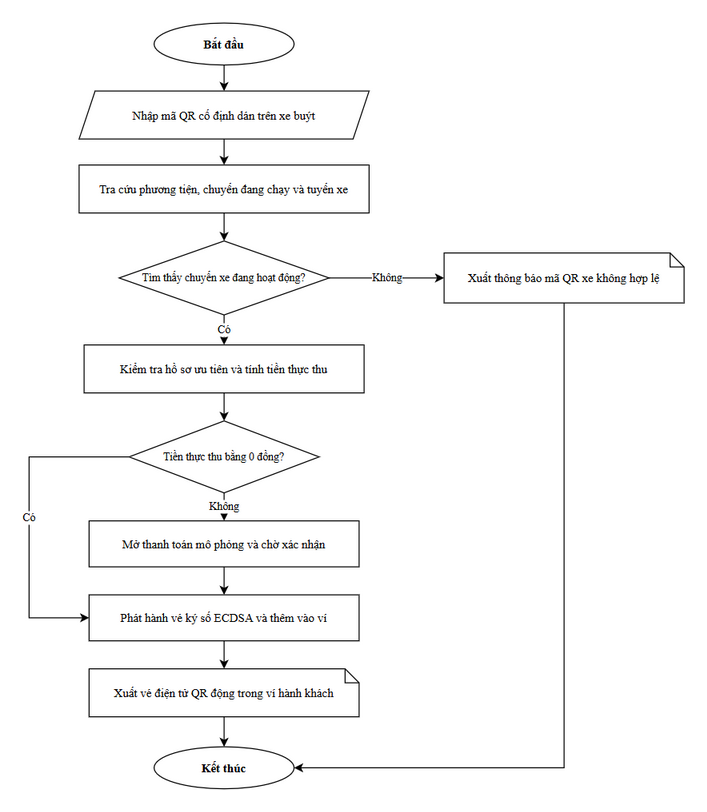 Bắt đầu
Nhập mã QR cố định dán trên xe buýt
Tra cứu phương tiện, chuyến đang chạy và tuyến xe
Tìm thấy chuyến xe đang hoạt động?
Không
Xuất thông báo mã QR xe không hợp lệ
Có
Kiểm tra hồ sơ ưu tiên và tính tiền thực thu
Tiền thực thu bằng 0 đồng?
Không
Có
Mở thanh toán mô phỏng và chờ xác nhận
Phát hành vé ký số ECDSA và thêm vào ví
Xuất vé điện tử QR động trong ví hành khách
Kết thúc